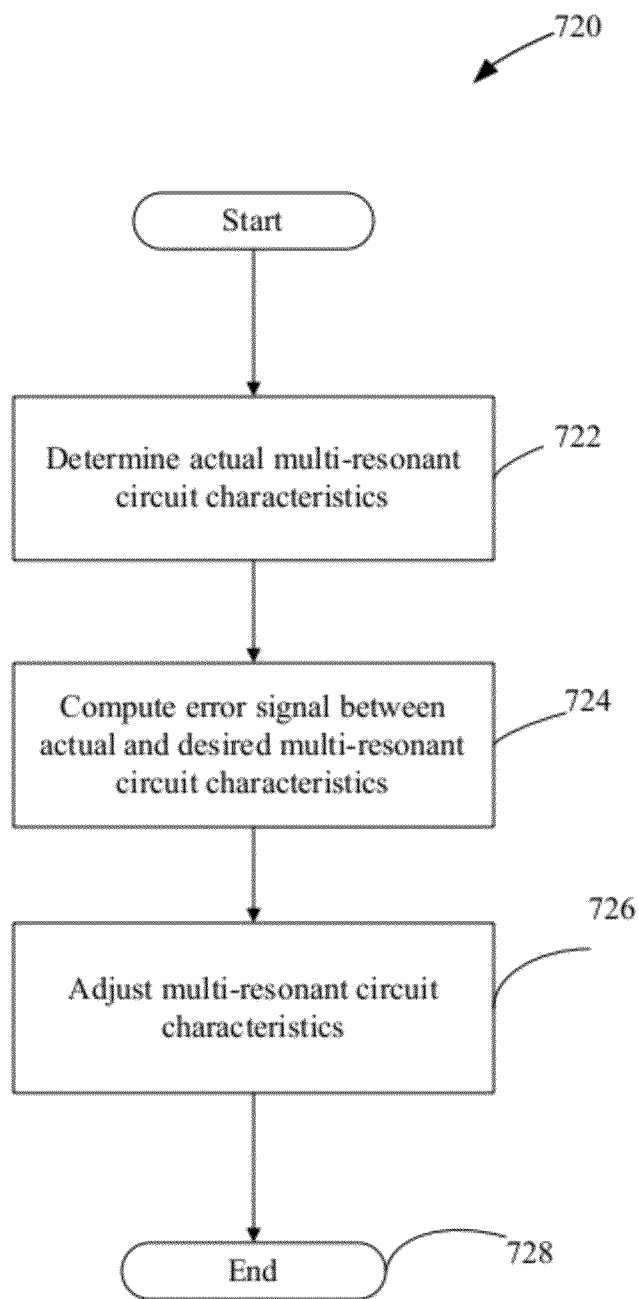 720
Start
Determine actual multi-resonant
circuit characteristics
722
Compute error signal between
actual and desired multi-resonant
circuit characteristics
724
Adjust multi-resonant circuit
characteristics
726
End
728